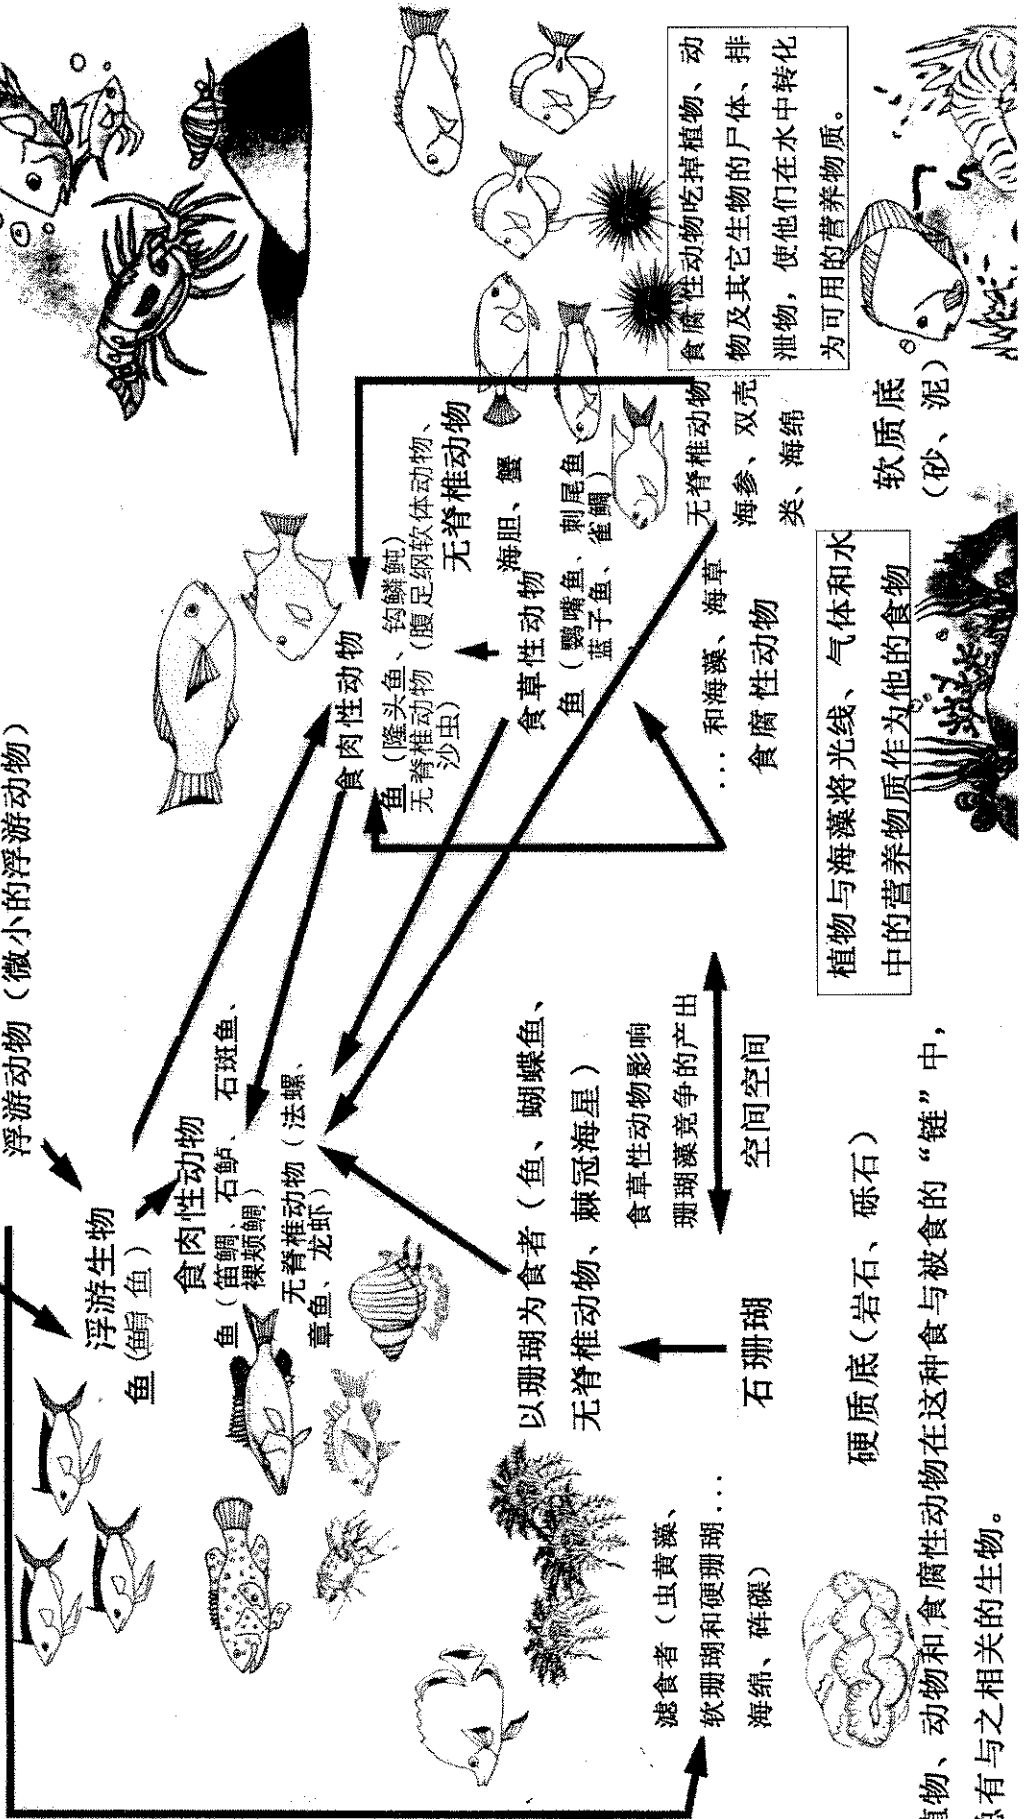 浮游动物（微小的浮游动物）
浮游生物
鱼（鲔鱼）
食肉性动物
鱼（笛鲷、石鲈、石斑鱼、
裸颊鲷）
无脊椎动物（法螺、
章鱼、龙虾）
食肉性动物
鱼（隆头鱼、钩鳞鲀）
无脊椎动物（腹足纲软体动物、
沙虫）
无脊椎动物
海胆、蟹
食草性动物
鱼（鹦嘴鱼、刺尾鱼
蓝子鱼、雀鲷）
以珊瑚为食者（鱼、蝴蝶鱼、
无脊椎动物、棘冠海星）
食草性动物影响
珊瑚藻竞争的产出
滤食者（虫黄藻、
软珊瑚和硬珊瑚...
海绵、砗磲）
石珊瑚
空间空间
... 和海藻、海草
食腐性动物
无脊椎动物
海参、双壳
类、海绵
食腐性动物吃掉植物、动
物及其它生物的尸体、排
泄物，使他们在水中转化
为可用的营养物质。
硬质底（岩石、砾石）
植物与海藻将光线、气体和水
中的营养物质作为他的食物
软质底
（砂、泥）
植物、动物和食腐性动物在这种食与被食的“链”中，
总有与之相关的生物。